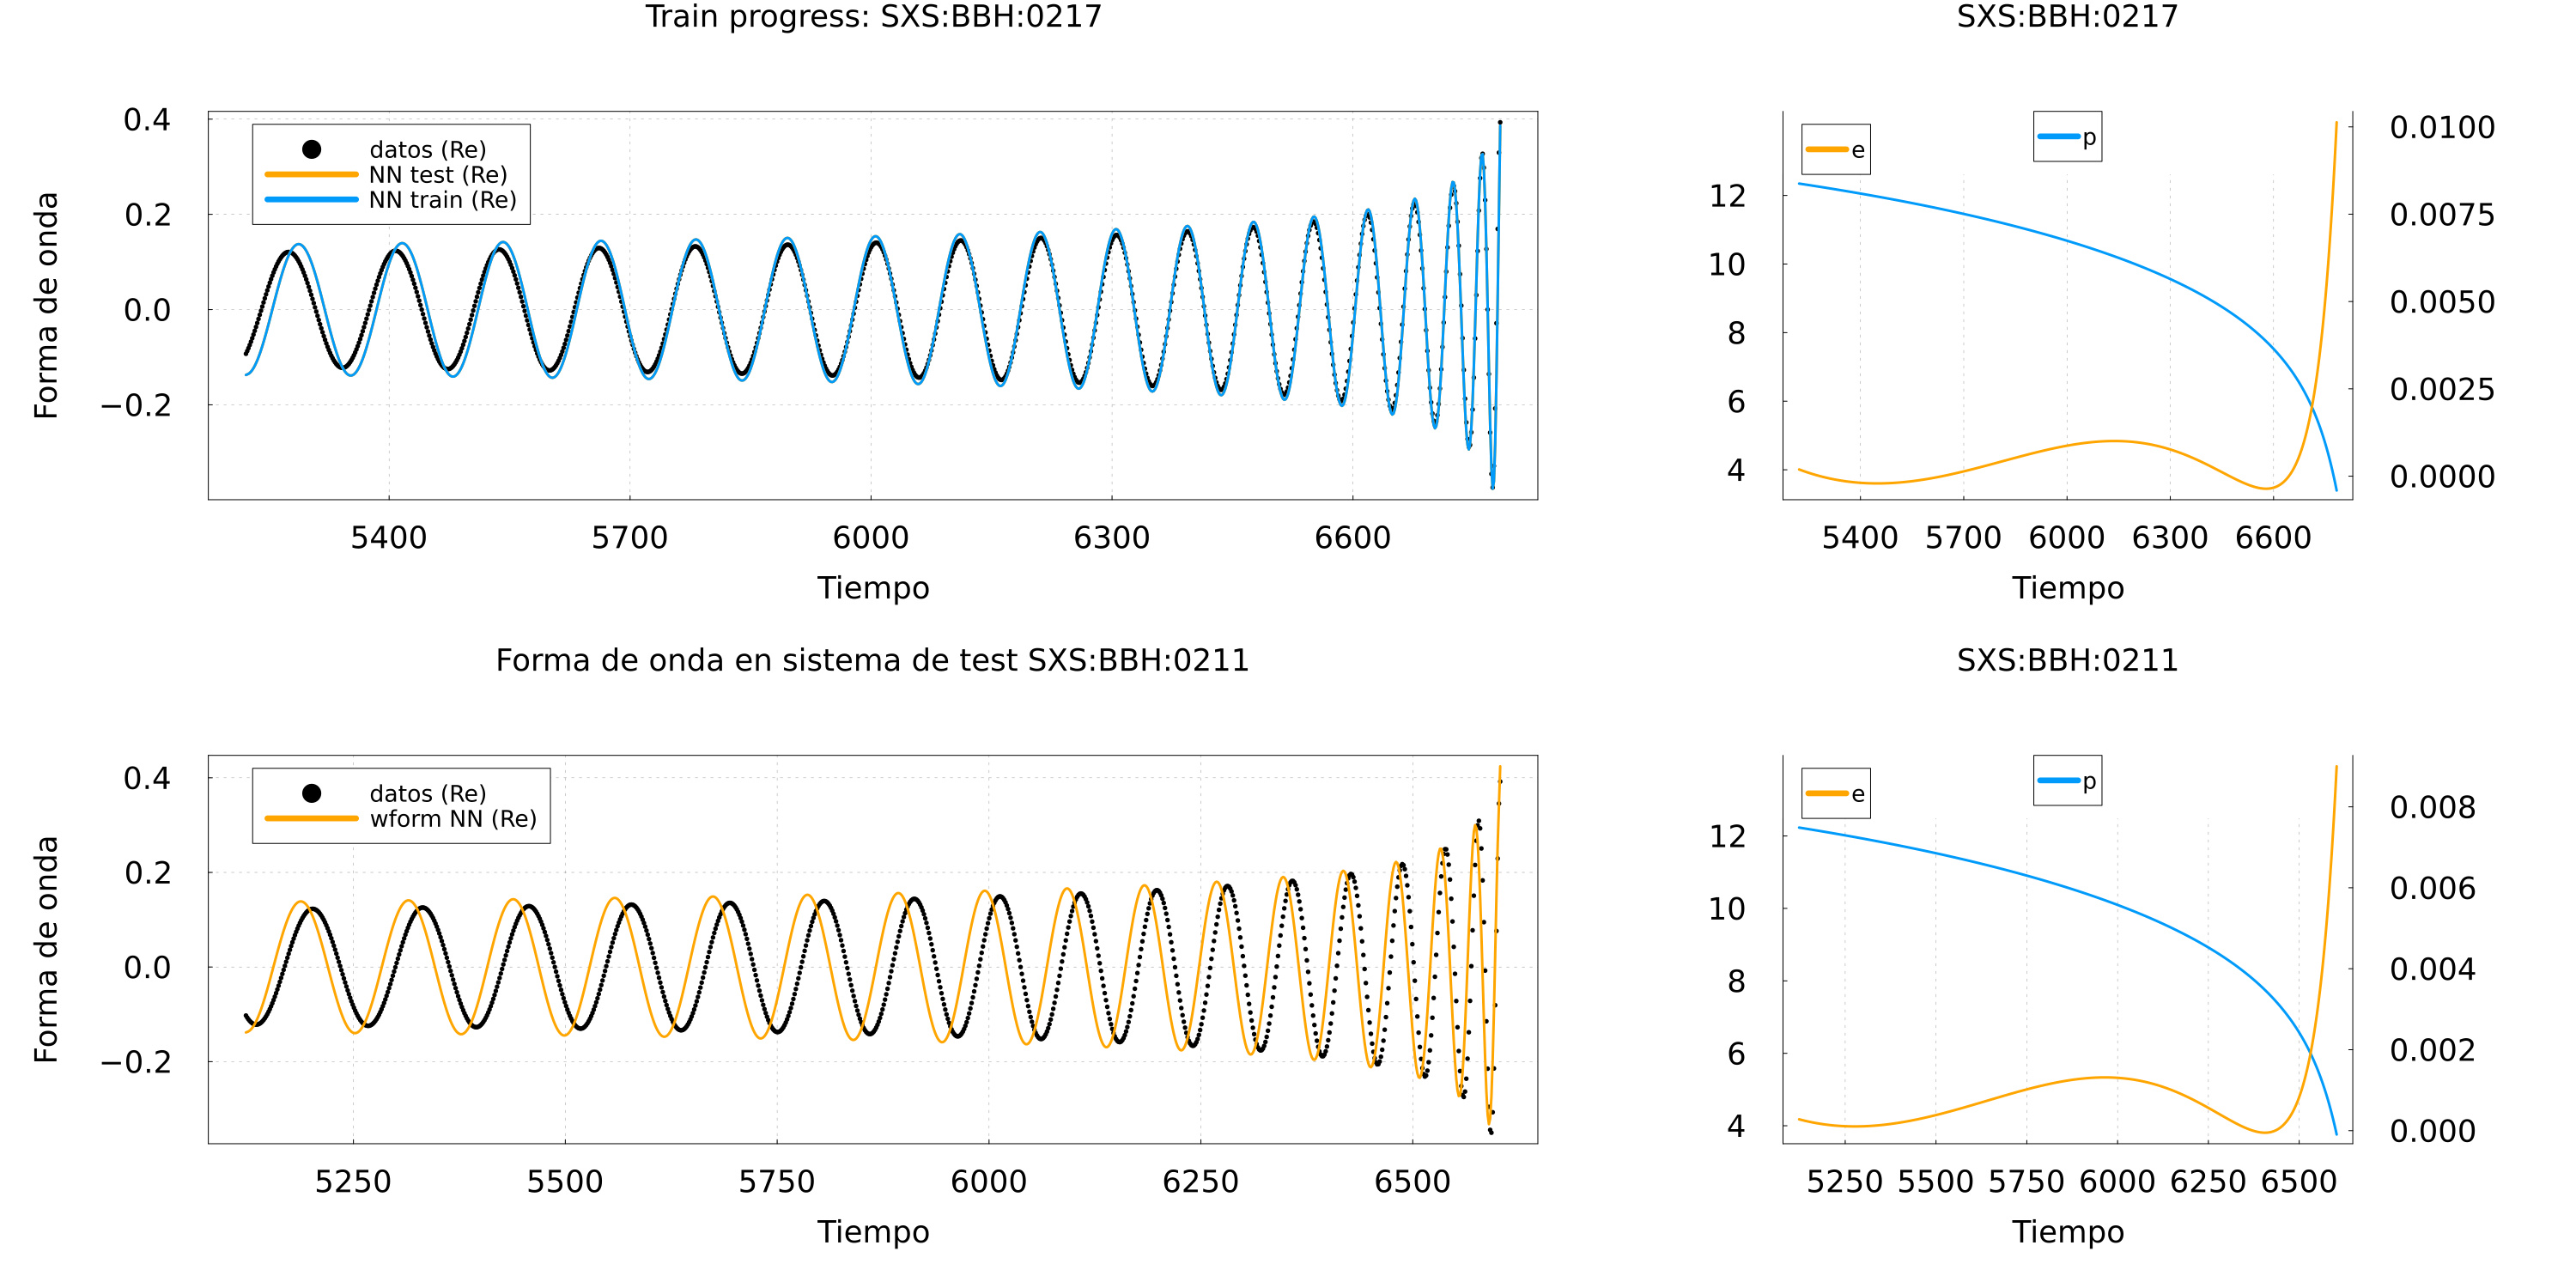 Train progress: SXS:BBH:0217
Forma de onda
0.4
0.2
0.0
−0.2
datos (Re)
NN test (Re)
NN train (Re)
5400 5700 6000 6300 6600
Tiempo
SXS:BBH:0217
12
10
8
6
4
e
p
0.0100
0.0075
0.0050
0.0025
0.0000
5400 5700 6000 6300 6600
Tiempo
Forma de onda en sistema de test SXS:BBH:0211
Forma de onda
0.4
0.2
0.0
−0.2
datos (Re)
wform NN (Re)
5250 5500 5750 6000 6250 6500
Tiempo
SXS:BBH:0211
12
10
8
6
4
e
p
0.008
0.006
0.004
0.002
0.000
5250 5500 5750 6000 6250 6500
Tiempo